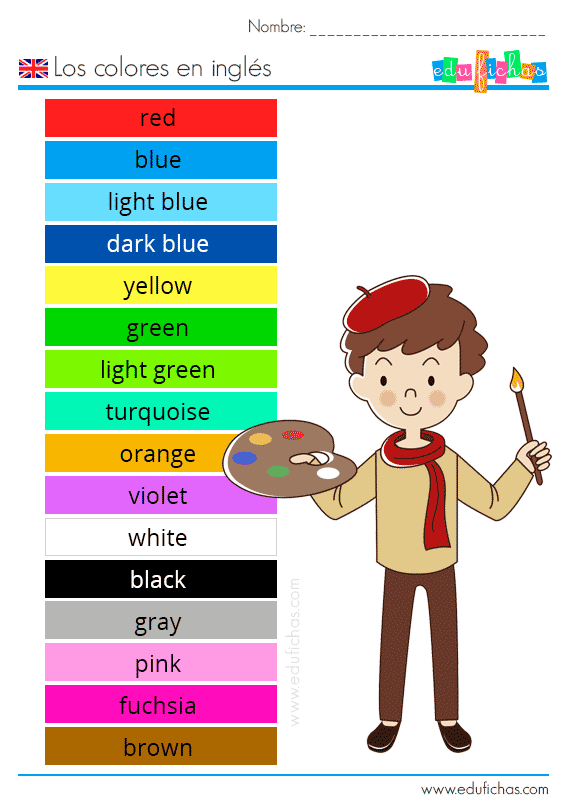 Nombre: _ _ _ _ _ _ _ _ _ _ _ _ _ _ _ _ _ _ _ _ _ _ _ _ _ _ _
Los colores en inglés
edufichas
red
blue
light blue
dark blue
yellow
green
light green
turquoise
orange
violet
white
black
gray
pink
fuchsia
brown
www.edufichas.com
www.edufichas.com